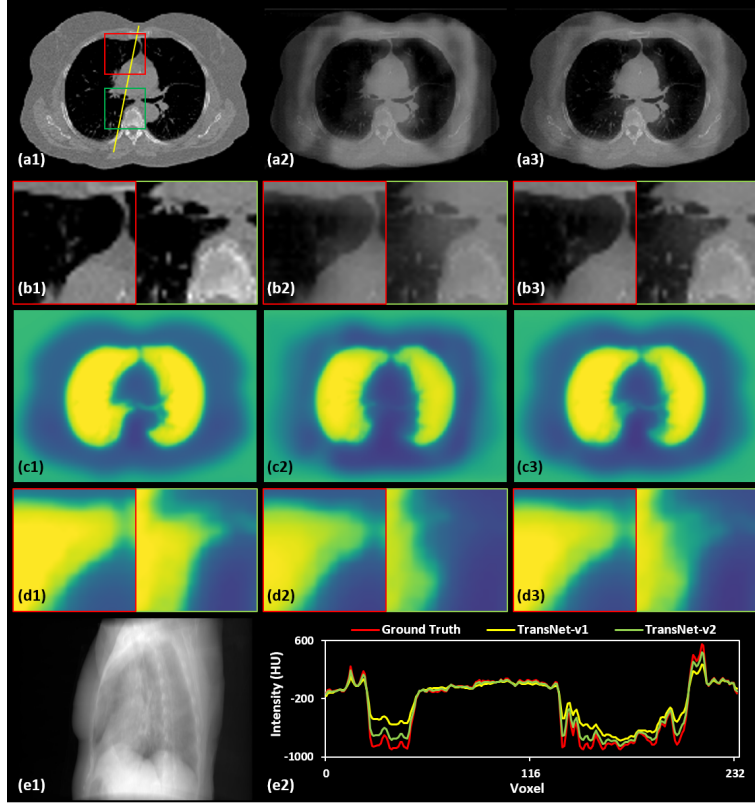 (a1) (a2) (a3)
(b1) (b2) (b3)
(c1) (c2) (c3)
(d1) (d2) (d3)
Ground Truth TransNet-v1 TransNet-v2
600
-200
-1000
Intensity (HU)
0 116 232
Voxel
(e1) (e2)